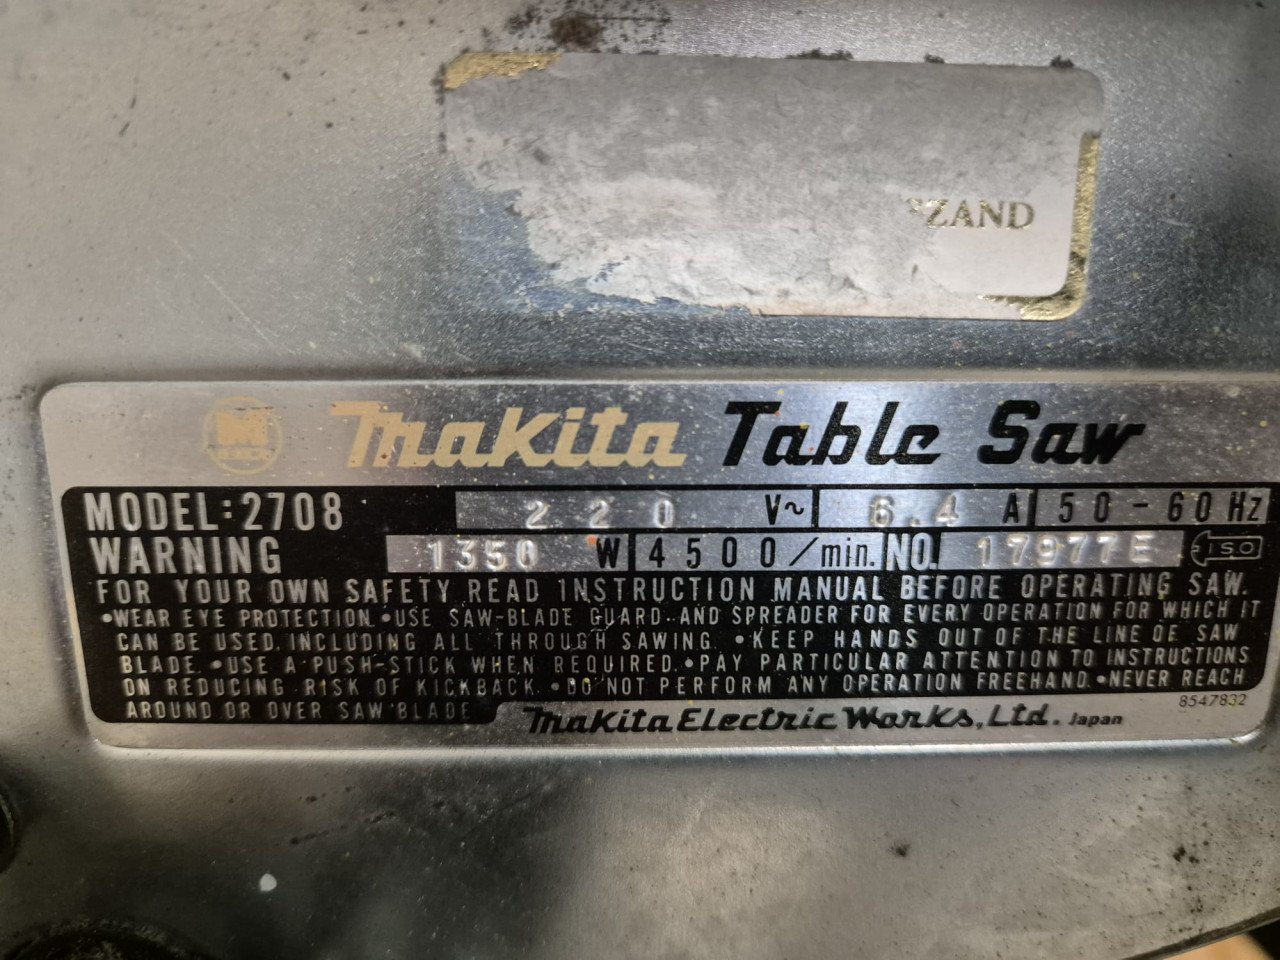 ZAND
Makita Table Saw
MODEL:2708 220 V~ 6.4 A 50-60 Hz
WARNING 1350 W 4500/min. NO. 17977E ISO
FOR YOUR OWN SAFETY READ INSTRUCTION MANUAL BEFORE OPERATING SAW.
•WEAR EYE PROTECTION.•USE SAW-BLADE GUARD AND SPREADER FOR EVERY OPERATION FOR WHICH IT
CAN BE USED, INCLUDING ALL THROUGH SAWING. •KEEP HANDS OUT OF THE LINE OF SAW
BLADE.•USE A PUSH-STICK WHEN REQUIRED.•PAY PARTICULAR ATTENTION TO INSTRUCTIONS
ON REDUCING RISK OF KICKBACK.•DO NOT PERFORM ANY OPERATION FREEHAND.•NEVER REACH
AROUND OR OVER SAW BLADE
Makita Electric Works, Ltd. Japan 8547832